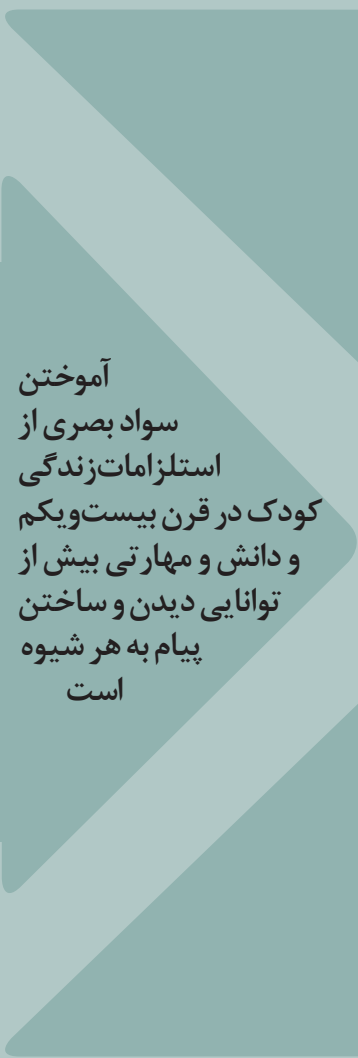 آموختن
سواد بصری از
استلزامات‌زندگی
کودک در قرن بیست‌ویکم
و دانش و مهارتی بیش از
توانایی دیدن و ساختن
پیام به هر شیوه
است